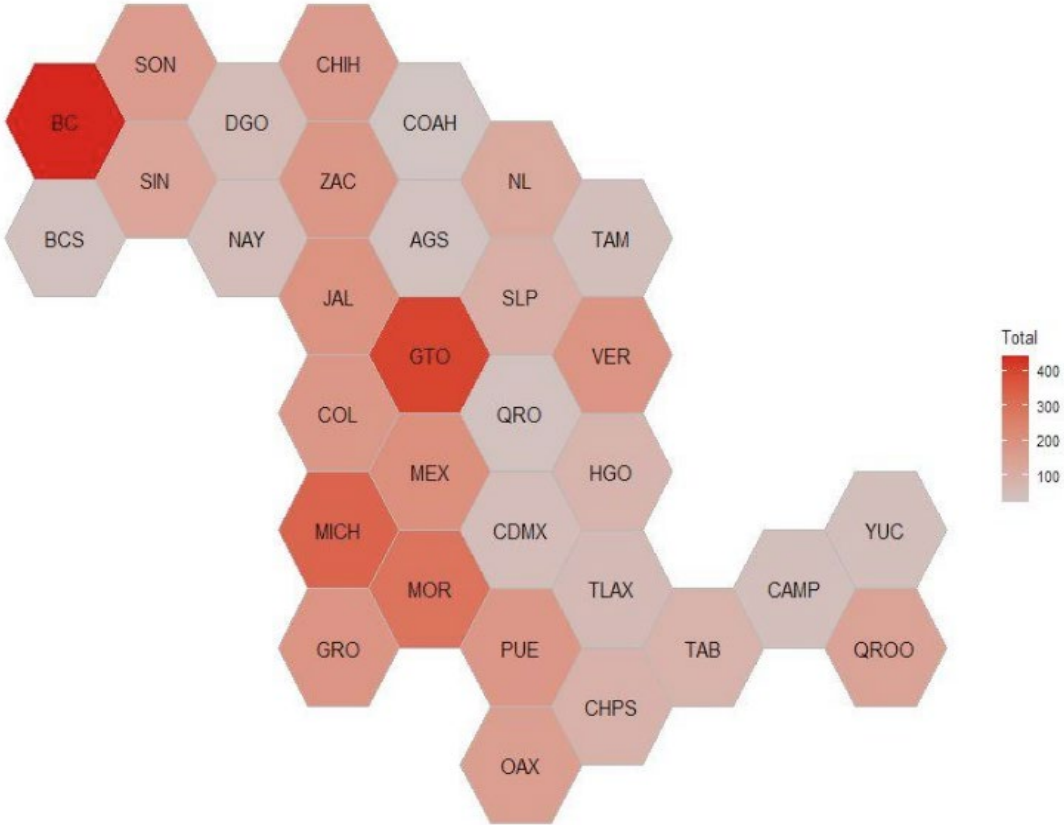 SON
CHIH
BC
DGO
COAH
SIN
ZAC
NL
BCS
NAY
AGS
TAM
JAL
SLP
GTO
VER
COL
QRO
MEX
HGO
MICH
CDMX
YUC
MOR
TLAX
CAMP
GRO
PUE
TAB
QROO
CHPS
OAX
Total
400
300
200
100